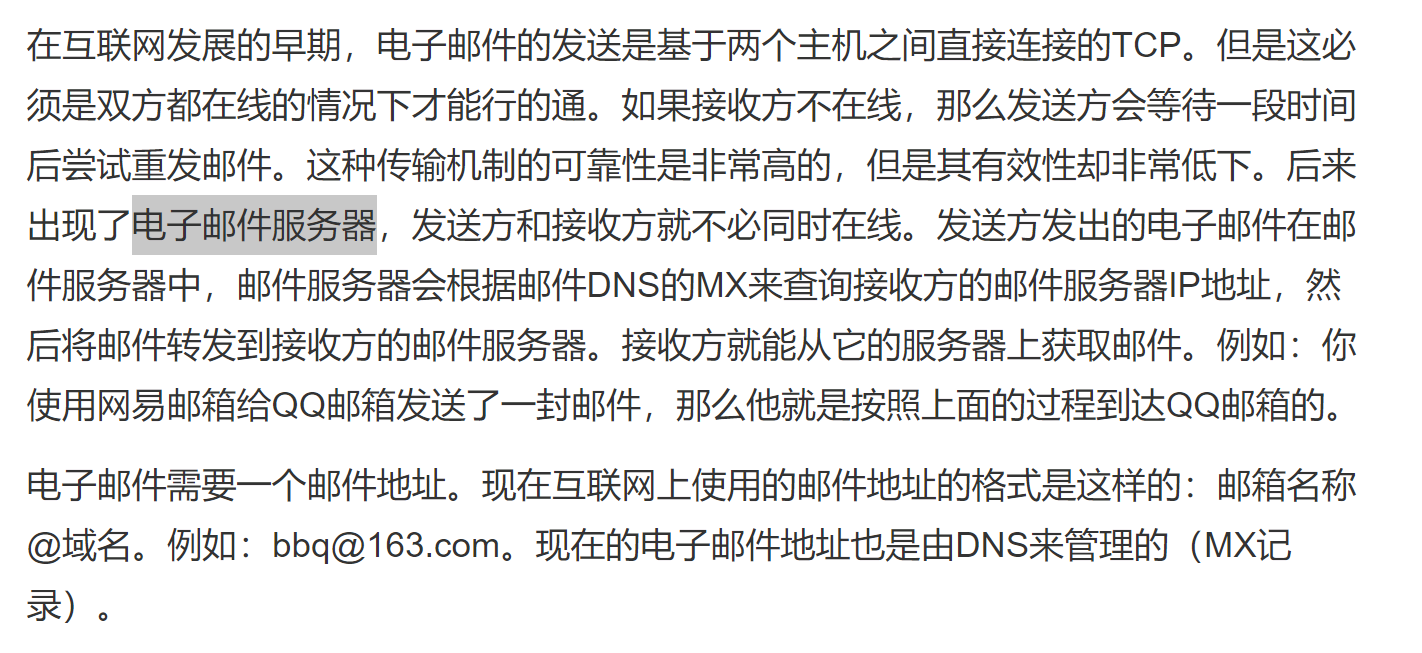 在互联网发展的早期，电子邮件的发送是基于两个主机之间直接连接的TCP。但是这必
须是双方都在线的情况下才能行的通。如果接收方不在线，那么发送方会等待一段时间
后尝试重发邮件。这种传输机制的可靠性是非常高的，但是其有效性却非常低下。后来
出现了电子邮件服务器，发送方和接收方就不必同时在线。发送方发出的电子邮件在邮
件服务器中，邮件服务器会根据邮件DNS的MX来查询接收方的邮件服务器IP地址，然
后将邮件转发到接收方的邮件服务器。接收方就能从它的服务器上获取邮件。例如：你
使用网易邮箱给QQ邮箱发送了一封邮件，那么他就是按照上面的过程到达QQ邮箱的。
电子邮件需要一个邮件地址。现在互联网上使用的邮件地址的格式是这样的：邮箱名称
@域名。例如：bbq@163.com。现在的电子邮件地址也是由DNS来管理的（MX记
录）。